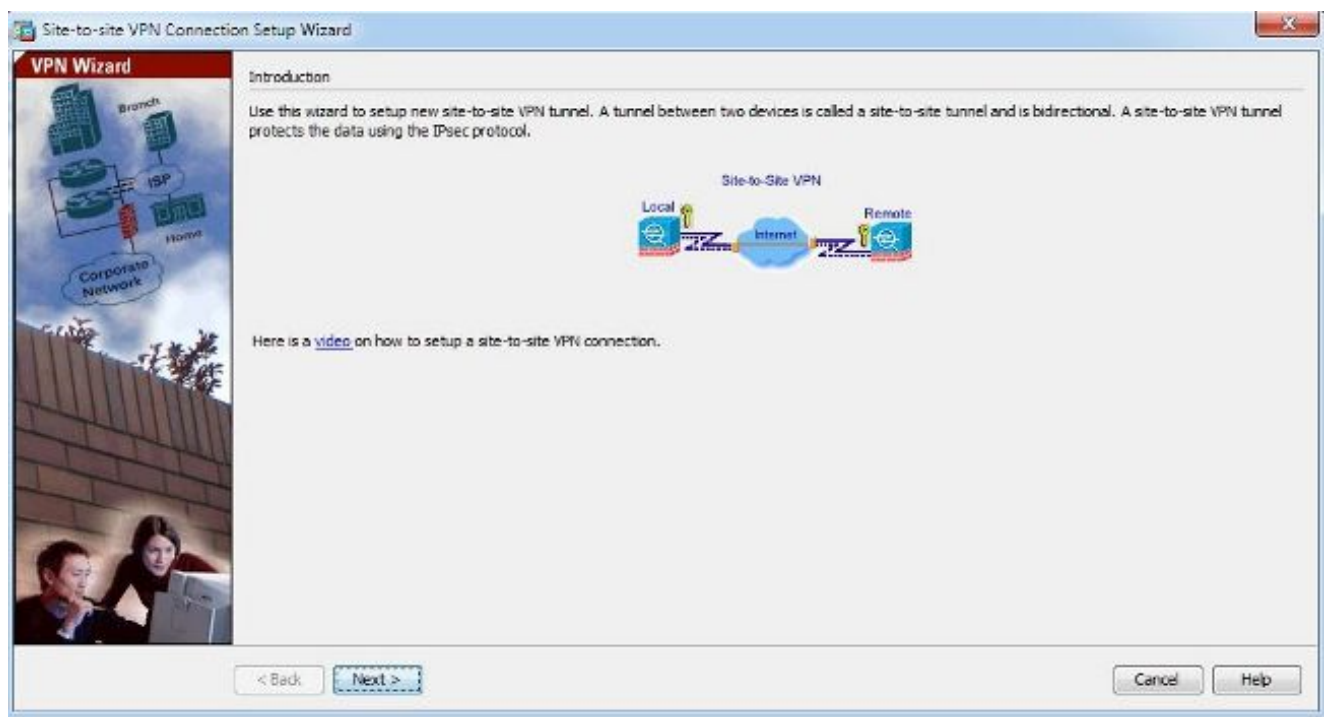 Site-to-site VPN Connection Setup Wizard
X
VPN Wizard
Branch
ISP
Home
Corporate
Network
Introduction
Use this wizard to setup new site-to-site VPN tunnel. A tunnel between two devices is called a site-to-site tunnel and is bidirectional. A site-to-site VPN tunnel
protects the data using the IPsec protocol.
Site-to-Site VPN
Local
Remote
Internet
Here is a video on how to setup a site-to-site VPN connection.
< Back
Next >
Cancel
Help